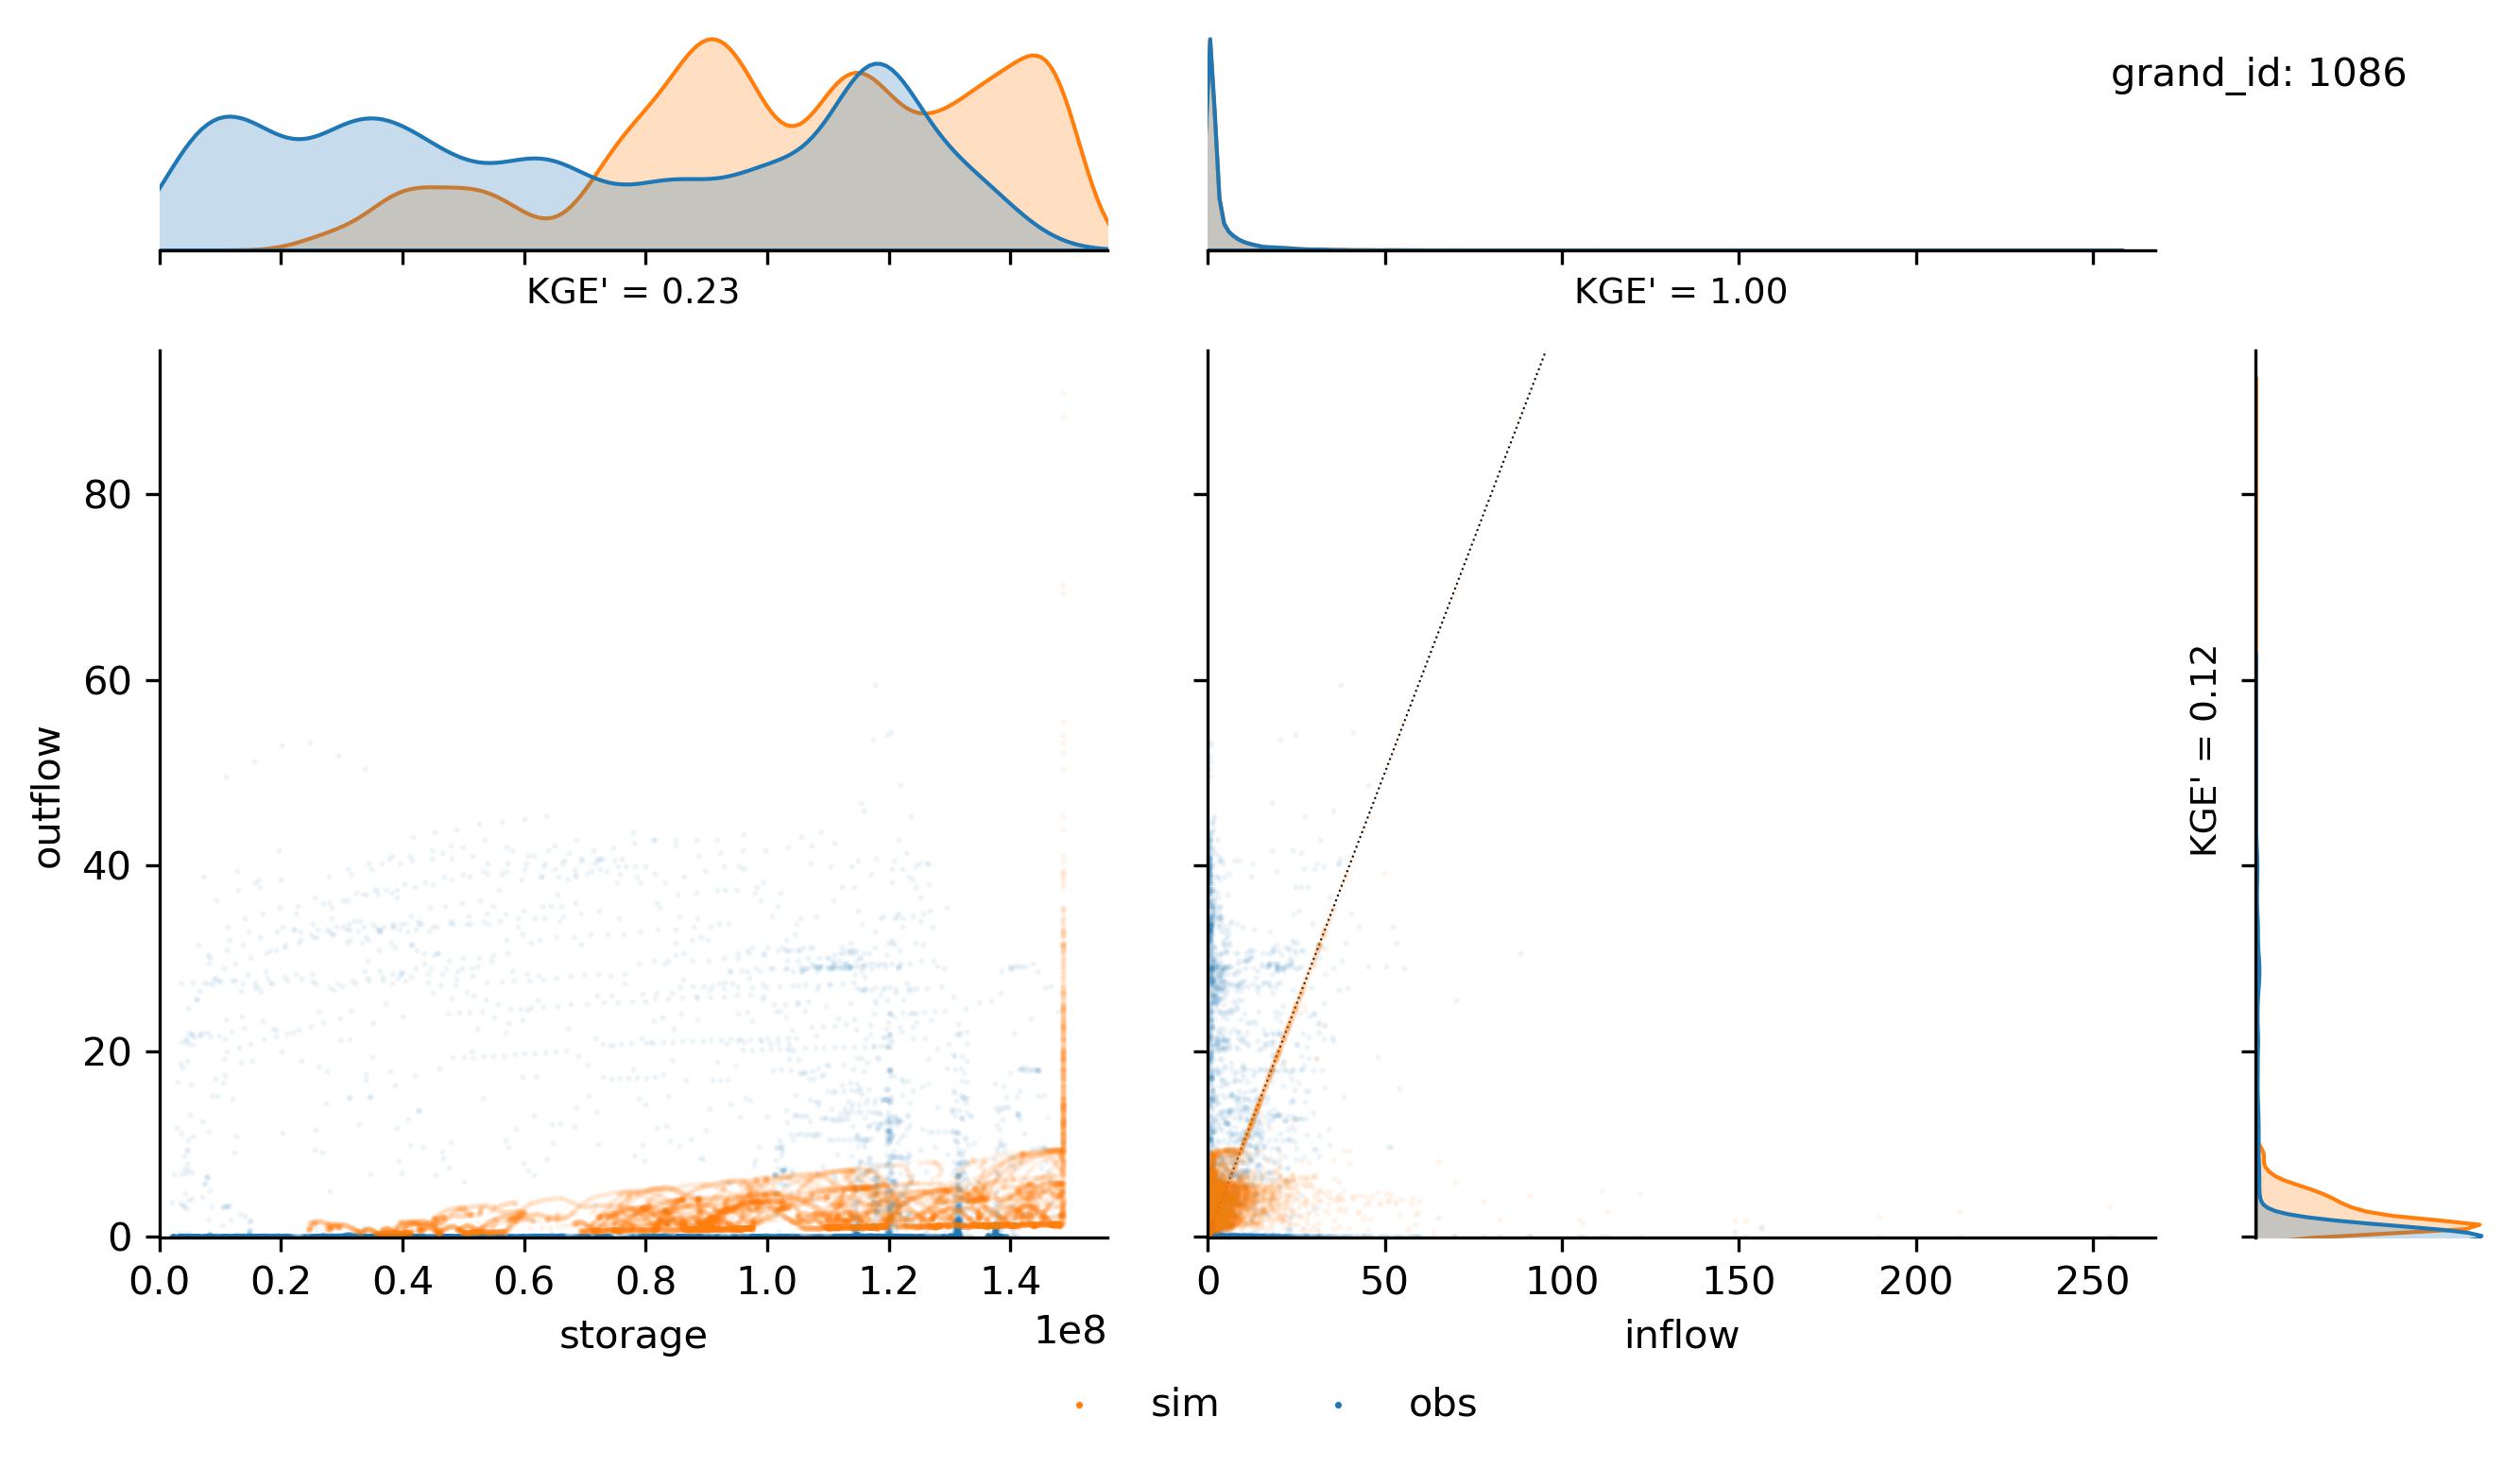 grand_id: 1086
KGE' = 0.23
KGE' = 1.00
outflow
80
60
40
20
0
KGE' = 0.12
0.0 0.2 0.4 0.6 0.8 1.0 1.2 1.4
1e8
storage
0 50 100 150 200 250
inflow
sim obs